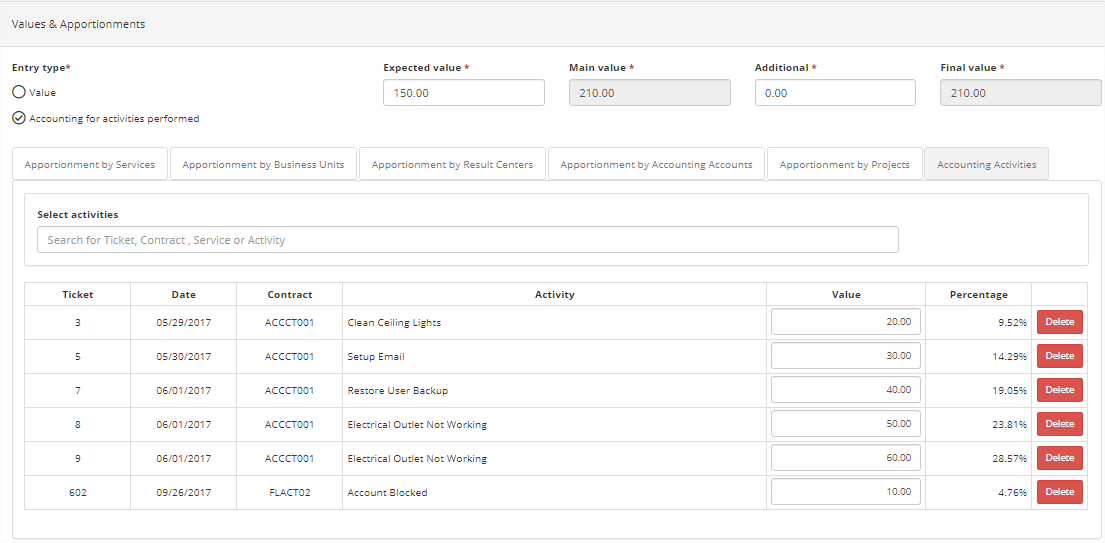 Values & Apportionments
Entry type* Expected value * Main value * Additional * Final value *
Value 150.00 210.00 0.00 210.00
Accounting for activities performed
Apportionment by Services Apportionment by Business Units Apportionment by Result Centers Apportionment by Accounting Accounts Apportionment by Projects Accounting Activities
Select activities
Search for Ticket, Contract , Service or Activity
Ticket Date Contract Activity Value Percentage
3 05/29/2017 ACCCT001 Clean Ceiling Lights 20.00 9.52% Delete
5 05/30/2017 ACCCT001 Setup Email 30.00 14.29% Delete
7 06/01/2017 ACCCT001 Restore User Backup 40.00 19.05% Delete
8 06/01/2017 ACCCT001 Electrical Outlet Not Working 50.00 23.81% Delete
9 06/01/2017 ACCCT001 Electrical Outlet Not Working 60.00 28.57% Delete
602 09/26/2017 FLACT02 Account Blocked 10.00 4.76% Delete